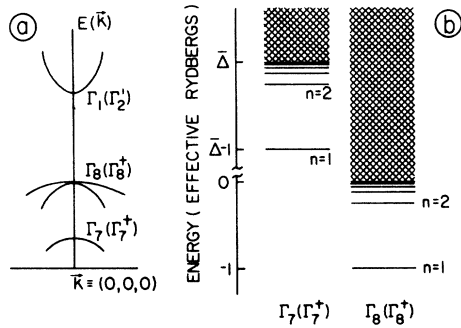 a
E(k⃗)
Γ₁(Γ₂')
Γ₈(Γ₈⁺)
Γ₇(Γ₇⁺)
k⃗ ≡ (0,0,0)
b
ENERGY (EFFECTIVE RYDBERGS)
Δ̄
Δ̄-1
0
-1
n=2
n=1
n=2
n=1
Γ₇(Γ₇⁺)
Γ₈(Γ₈⁺)